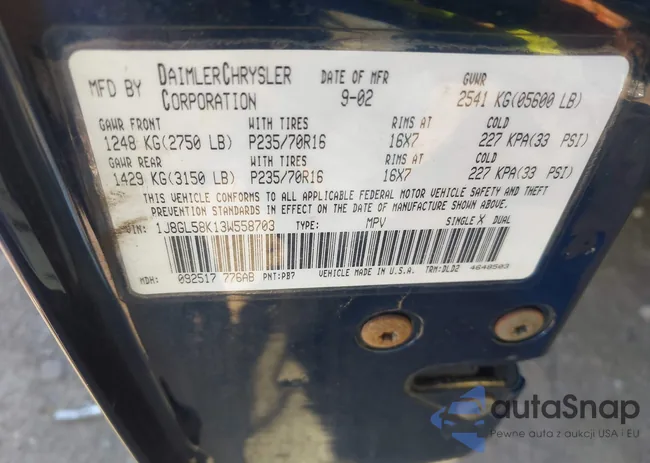 MFD BY DAIMLERCHRYSLER CORPORATION DATE OF MFR 9-02 GVWR 2541 KG(05600 LB)
GAWR FRONT WITH TIRES RIMS AT COLD
1248 KG(2750 LB) P235/70R16 16X7 227 KPA(33 PSI)
GAWR REAR WITH TIRES RIMS AT COLD
1429 KG(3150 LB) P235/70R16 16X7 227 KPA(33 PSI)
THIS VEHICLE CONFORMS TO ALL APPLICABLE FEDERAL MOTOR VEHICLE SAFETY AND THEFT
PREVENTION STANDARDS IN EFFECT ON THE DATE OF MANUFACTURE SHOWN ABOVE.
VIN: 1J8GL58K13W558703 TYPE: MPV SINGLE X DUAL
MDH: 092517 776AB PNT:PB7 VEHICLE MADE IN U.S.A. TRM:DLD2 4648503
autaSnap
Pewne auta z aukcji USA i EU